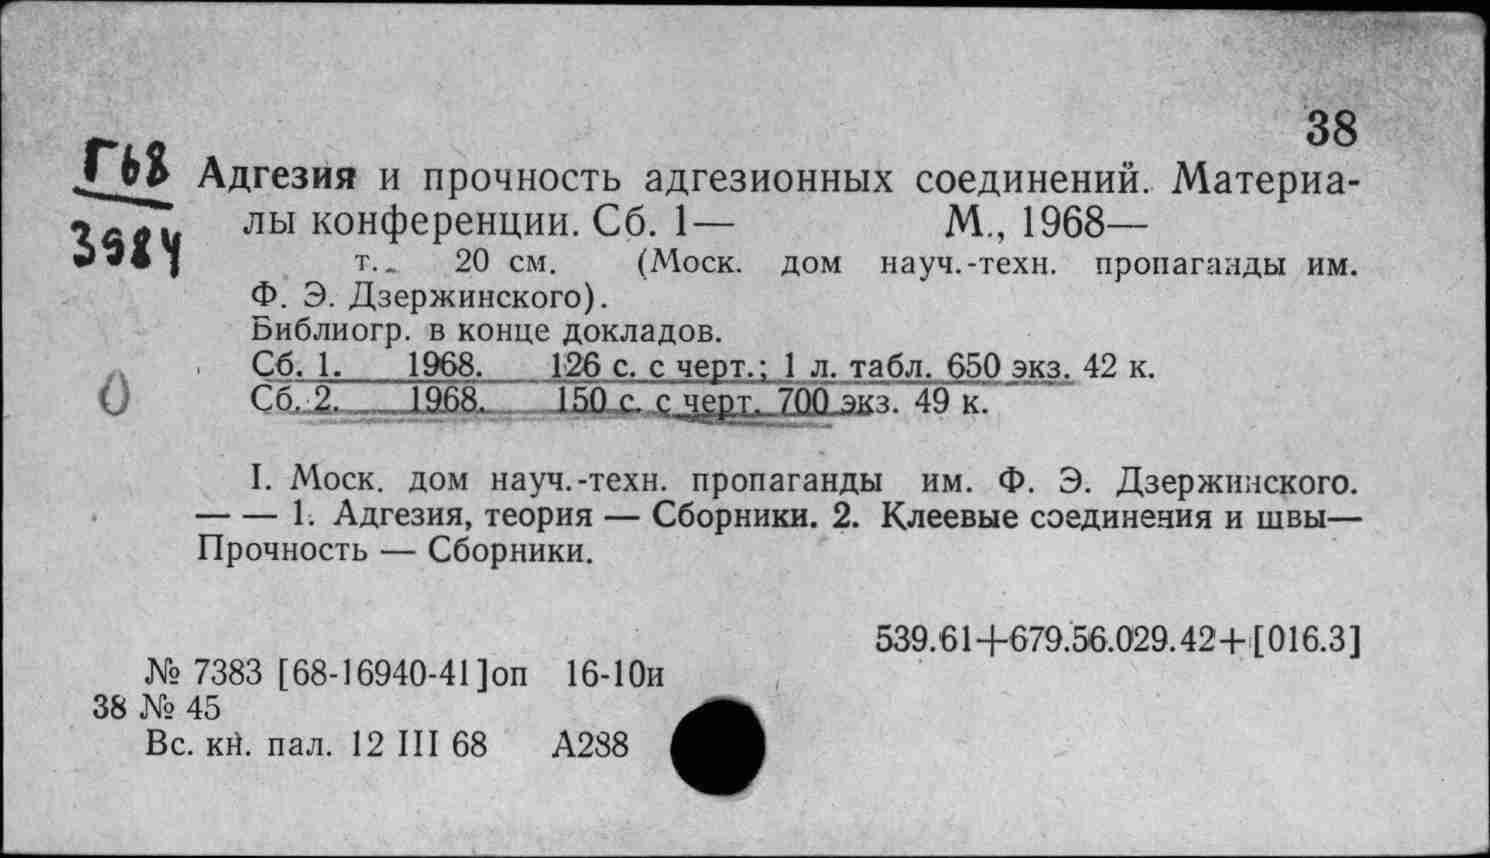 38
Г68 Адгезия и прочность адгезионных соединений. Материа-
3984 лы конференции. Сб. 1— М., 1968—
т. 20 см. (Моск. дом науч.-техн. пропаганды им.
Ф. Э. Дзержинского).
Библиогр. в конце докладов.
Сб. 1. 1968. 126 с. с черт.; 1 л. табл. 650 экз. 42 к.
0 Сб. 2. 1968. 150 с. с черт. 700 экз. 49 к.
I. Моск. дом науч.-техн. пропаганды им. Ф. Э. Дзержинского.
— — 1. Адгезия, теория — Сборники. 2. Клеевые соединения и швы—
Прочность — Сборники.
539.61+679.56.029.42+[016.3]
№ 7383 [68-16940-41]оп 16-10и
38 № 45
Вс. кн. пал. 12 III 68 А288